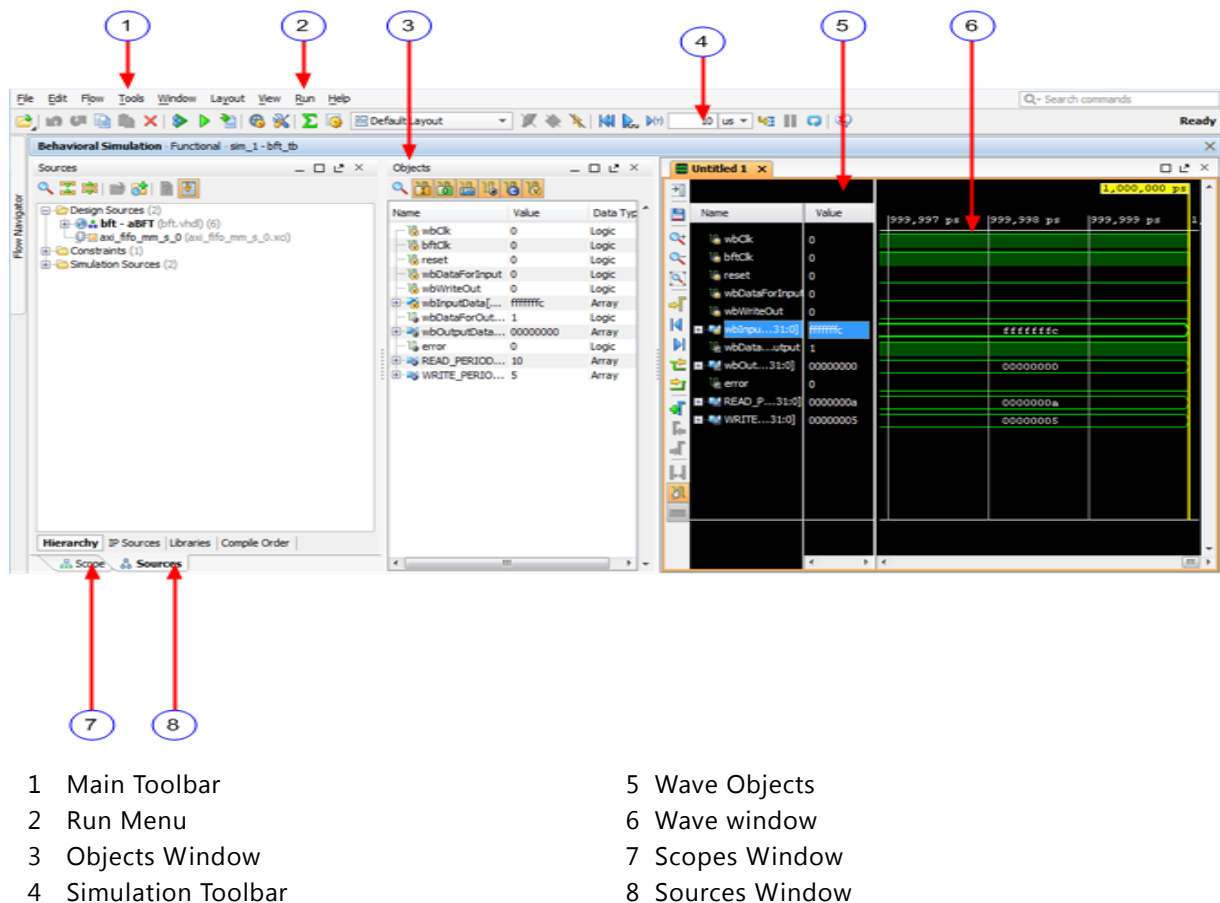 1 2 3 4 5 6
File Edit Flow Tools Window Layout View Run Help
Q- Search commands
Default Layout
10 us
Ready
Behavioral Simulation - Functional - sim_1 - bft_tb
Flow Navigator
Sources
Design Sources (2)
bft - aBFT (bft.vhdl) (6)
axi_fifo_mm_s_0 (axi_fifo_mm_s_0.xci)
Constraints (1)
Simulation Sources (2)
Hierarchy IP Sources Libraries Compile Order
Scope Sources
Objects
Name Value Data Typ
wbClk 0 Logic
bftClk 0 Logic
reset 0 Logic
wbDataForInput 0 Logic
wbWriteOut 0 Logic
wbInputData[... fffffffc Array
wbDataForOut... 1 Logic
wbOutputData... 00000000 Array
error 0 Logic
READ_PERIOD... 10 Array
WRITE_PERIO... 5 Array
Untitled 1
1,000,000 ps
Name Value 999,997 ps 999,998 ps 999,999 ps 1,
wbClk 0
bftClk 0
reset 0
wbDataForInput 0
wbWriteOut 0
wbInpu...31:0] fffffffc fffffffc
wbData...utput 1
wbOut...31:0] 00000000 00000000
error 0
READ_P...31:0] 0000000a 0000000a
WRITE...31:0] 00000005 00000005
7 8
1 Main Toolbar
2 Run Menu
3 Objects Window
4 Simulation Toolbar
5 Wave Objects
6 Wave window
7 Scopes Window
8 Sources Window